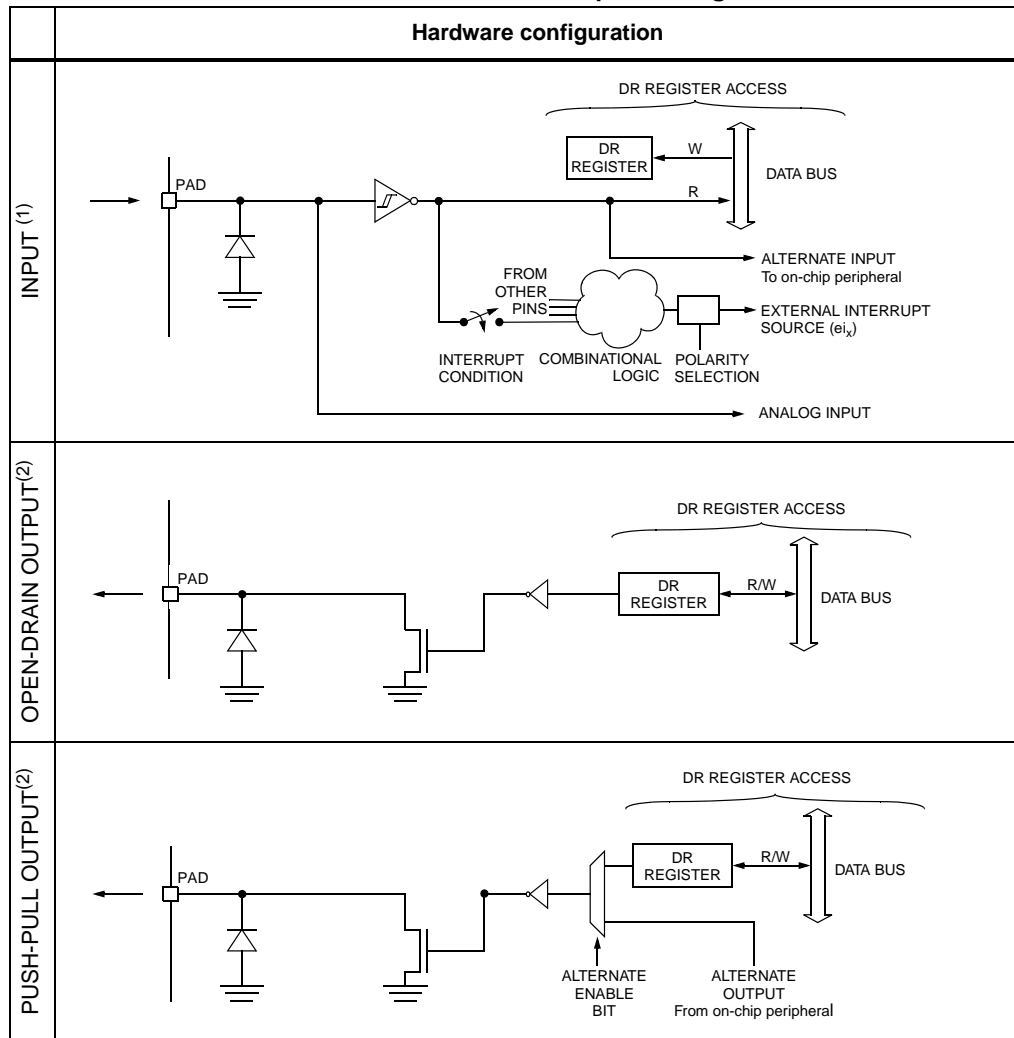 Hardware configuration
INPUT (1)
DR REGISTER ACCESS
DR
REGISTER
W
R
DATA BUS
PAD
ALTERNATE INPUT
To on-chip peripheral
FROM
OTHER
PINS
EXTERNAL INTERRUPT
SOURCE (eix)
INTERRUPT
CONDITION
COMBINATIONAL
LOGIC
POLARITY
SELECTION
ANALOG INPUT
OPEN-DRAIN OUTPUT(2)
DR REGISTER ACCESS
PAD
DR
REGISTER
R/W
DATA BUS
PUSH-PULL OUTPUT(2)
DR REGISTER ACCESS
PAD
DR
REGISTER
R/W
DATA BUS
ALTERNATE
ENABLE
BIT
ALTERNATE
OUTPUT
From on-chip peripheral